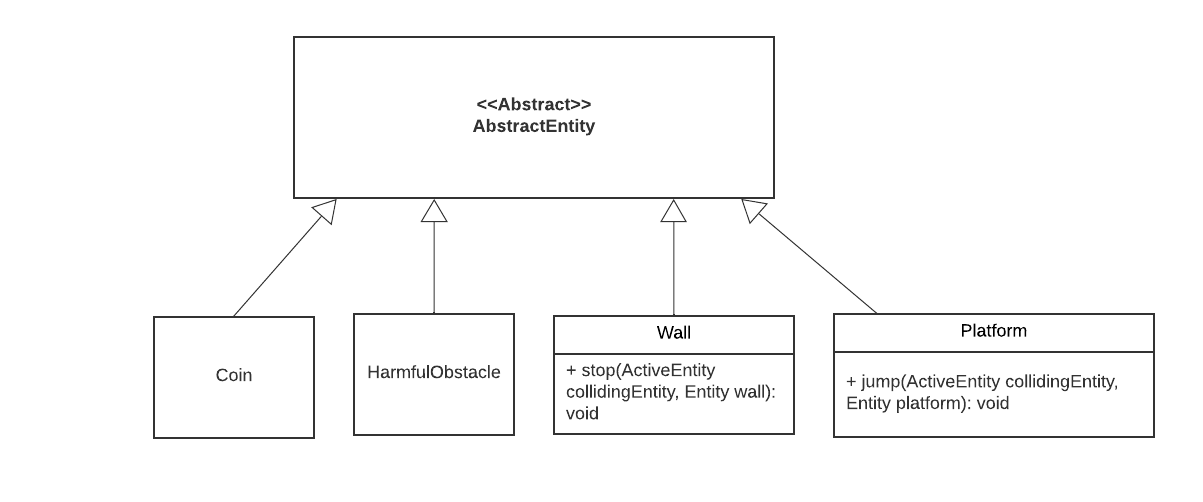 <<Abstract>>
AbstractEntity
Coin
HarmfulObstacle
Wall
+ stop(ActiveEntity
collidingEntity, Entity wall):
void
Platform
+ jump(ActiveEntity collidingEntity,
Entity platform): void